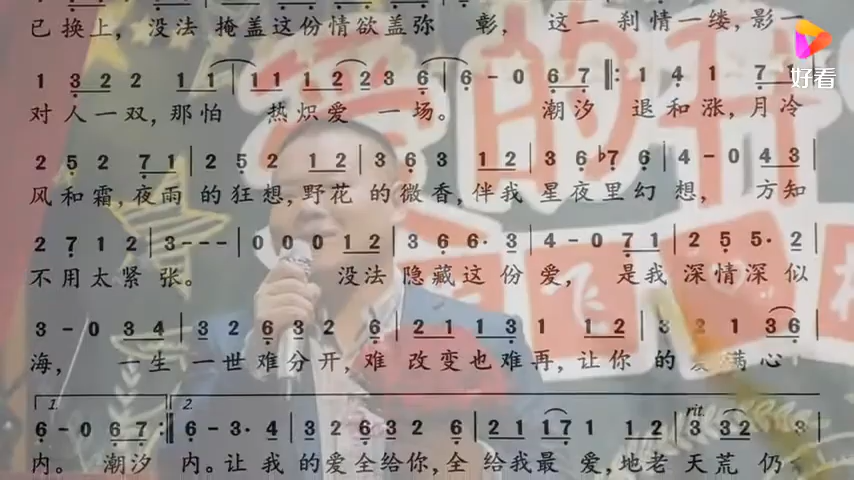 已换上，没法 掩盖这份情欲盖弥 彰， 这一 刹情一缕，影一
好看
1 3 2 2 1 1 | 1 1 1 2 2 3 6 | 6 - 0 6 7 ‖: 1 4 1 7 1
对人一双，那怕 热炽爱 一场。 潮汐 退和涨，月冷
2 5 2 7 1 | 2 5 2 1 2 | 3 6 3 1 2 | 3 6 ♭7 6 | 4 - 0 4 3 |
风和霜，夜雨 的狂想，野花 的微香，伴我 星夜里幻 想， 方知
2 7 1 2 | 3 - - - | 0 0 0 1 2 | 3 6 6· 3 | 4 - 0 7 1 | 2 5 5· 2 |
不用太紧 张。 没法 隐藏这份 爱， 是我 深情深似
3 - 0 3 4 | 3 2 6 3 2 6 | 2 1 1 3 1 1 2 | 3 3 2 1 3 6 |
海， 一生 一世难分开，难 改变也难再，让你 的爱满心
1. 2. rit.
6 - 0 6 7 :‖ 6 - 3· 4 | 3 2 6 3 2 6 | 2 1 2 1 7 1 1 2 | 3 3 2 3
内。 潮汐 内。让 我 的爱全给你，全 给我最 爱，地老 天荒 仍